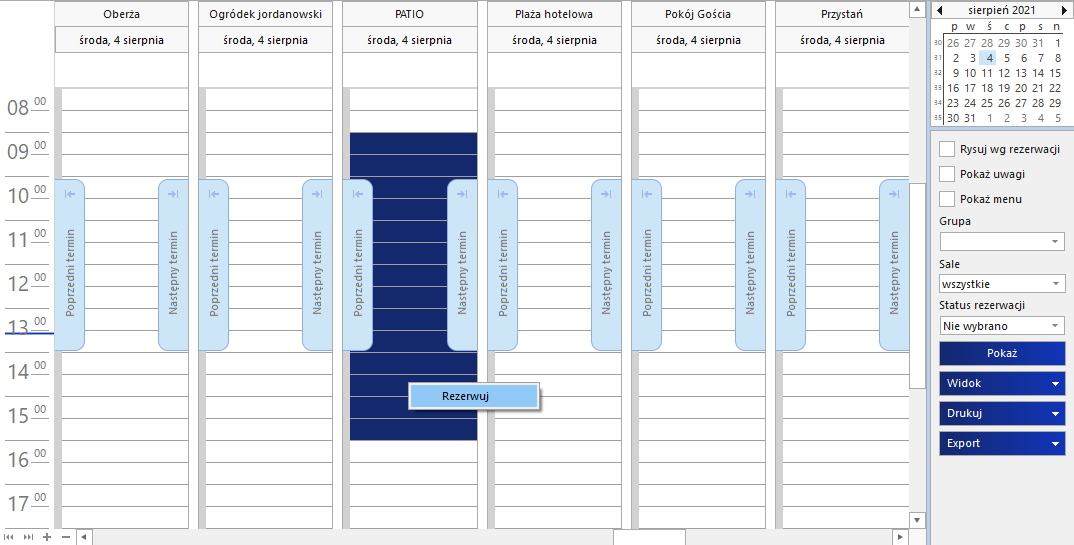 Oberża Ogródek jordanowski PATIO Plaża hotelowa Pokój Gościa Przystań
środa, 4 sierpnia środa, 4 sierpnia środa, 4 sierpnia środa, 4 sierpnia środa, 4 sierpnia środa, 4 sierpnia
08 00
09 00
10 00
11 00
12 00
13 00
14 00
15 00
16 00
17 00
Poprzedni termin Następny termin Poprzedni termin Następny termin Poprzedni termin Następny termin Poprzedni termin Następny termin Poprzedni termin Następny termin Poprzedni termin Następny termin
Rezerwuj
sierpień 2021
p w ś c p s n
30 26 27 28 29 30 31 1
31 2 3 4 5 6 7 8
31 9 10 11 12 13 14 15
33 16 17 18 19 20 21 22
34 23 24 25 26 27 28 29
35 30 31 1 2 3 4 5
Rysuj wg rezerwacji
Pokaż uwagi
Pokaż menu
Grupa
Sale
wszystkie
Status rezerwacji
Nie wybrano
Pokaż
Widok
Drukuj
Export